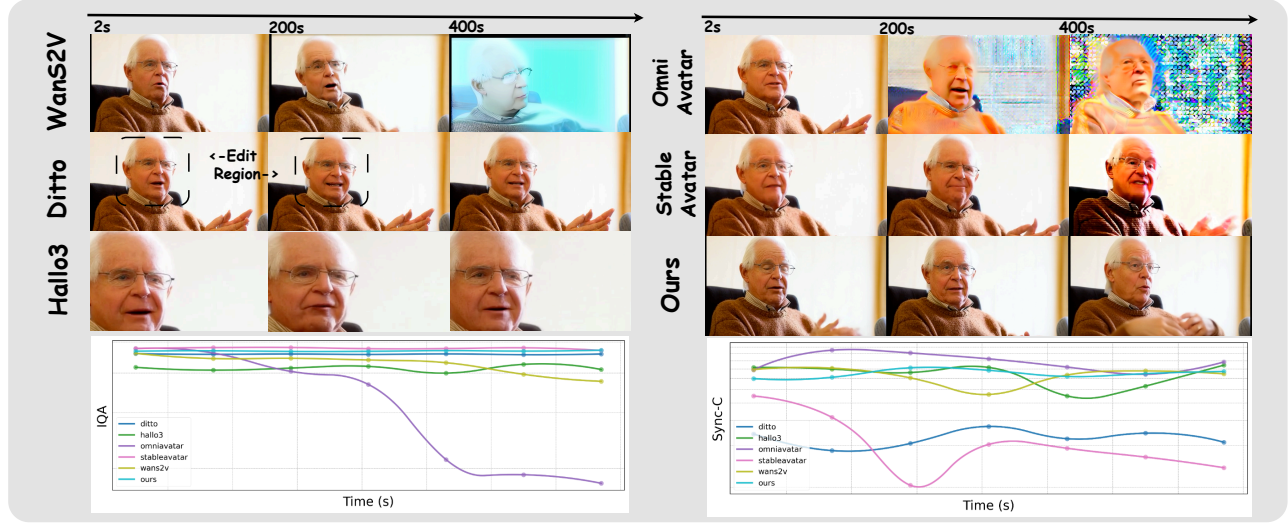 2s 200s 400s
WanS2V
Ditto
<-Edit
Region->
Hallo3
2s 200s 400s
Omni
Avatar
Stable
Avatar
Ours
IQA
ditto
hallo3
omniavatar
stableavatar
wans2v
ours
Time (s)
Sync-C
ditto
hallo3
omniavatar
stableavatar
wans2v
ours
Time (s)